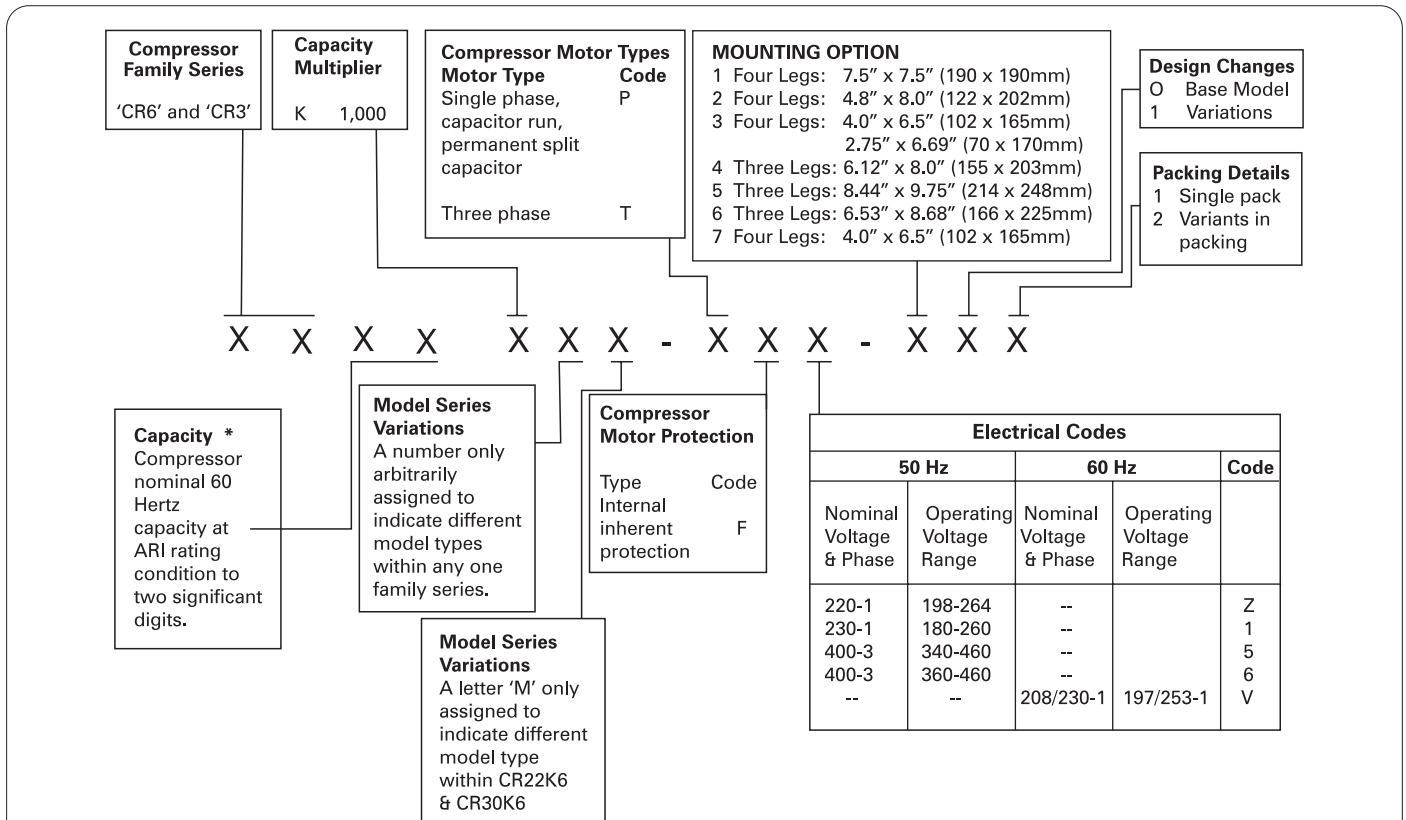 Compressor
Family Series
‘CR6’ and ‘CR3’
Capacity
Multiplier
K 1,000
Compressor Motor Types
Motor Type Code
Single phase, P
capacitor run,
permanent split
capacitor
Three phase T
MOUNTING OPTION
1 Four Legs: 7.5” x 7.5” (190 x 190mm)
2 Four Legs: 4.8” x 8.0” (122 x 202mm)
3 Four Legs: 4.0” x 6.5” (102 x 165mm)
2.75” x 6.69” (70 x 170mm)
4 Three Legs: 6.12” x 8.0” (155 x 203mm)
5 Three Legs: 8.44” x 9.75” (214 x 248mm)
6 Three Legs: 6.53” x 8.68” (166 x 225mm)
7 Four Legs: 4.0” x 6.5” (102 x 165mm)
Design Changes
O Base Model
1 Variations
Packing Details
1 Single pack
2 Variants in
packing
X X X X X X X - X X X - X X X
Capacity *
Compressor
nominal 60
Hertz
capacity at
ARI rating
condition to
two significant
digits.
Model Series
Variations
A number only
arbitrarily
assigned to
indicate different
model types
within any one
family series.
Model Series
Variations
A letter ‘M’ only
assigned to
indicate different
model type
within CR22K6
& CR30K6
Compressor
Motor Protection
Type Code
Internal
inherent F
protection
Electrical Codes
50 Hz 60 Hz Code
Nominal Operating Nominal Operating
Voltage Voltage Voltage Voltage
& Phase Range & Phase Range
220-1 198-264 -- Z
230-1 180-260 -- 1
400-3 340-460 -- 5
400-3 360-460 -- 6
-- -- 208/230-1 197/253-1 V